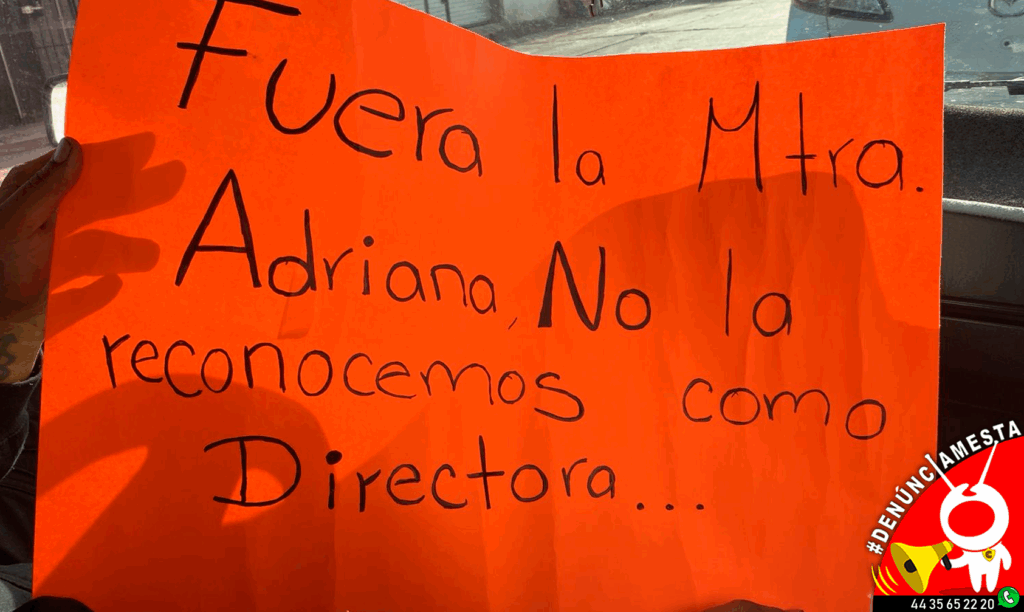 Fuera la Mtra.
Adriana, No la
reconocemos como
Directora...
#DENÚNCIAMESTA
44 35 65 22 20